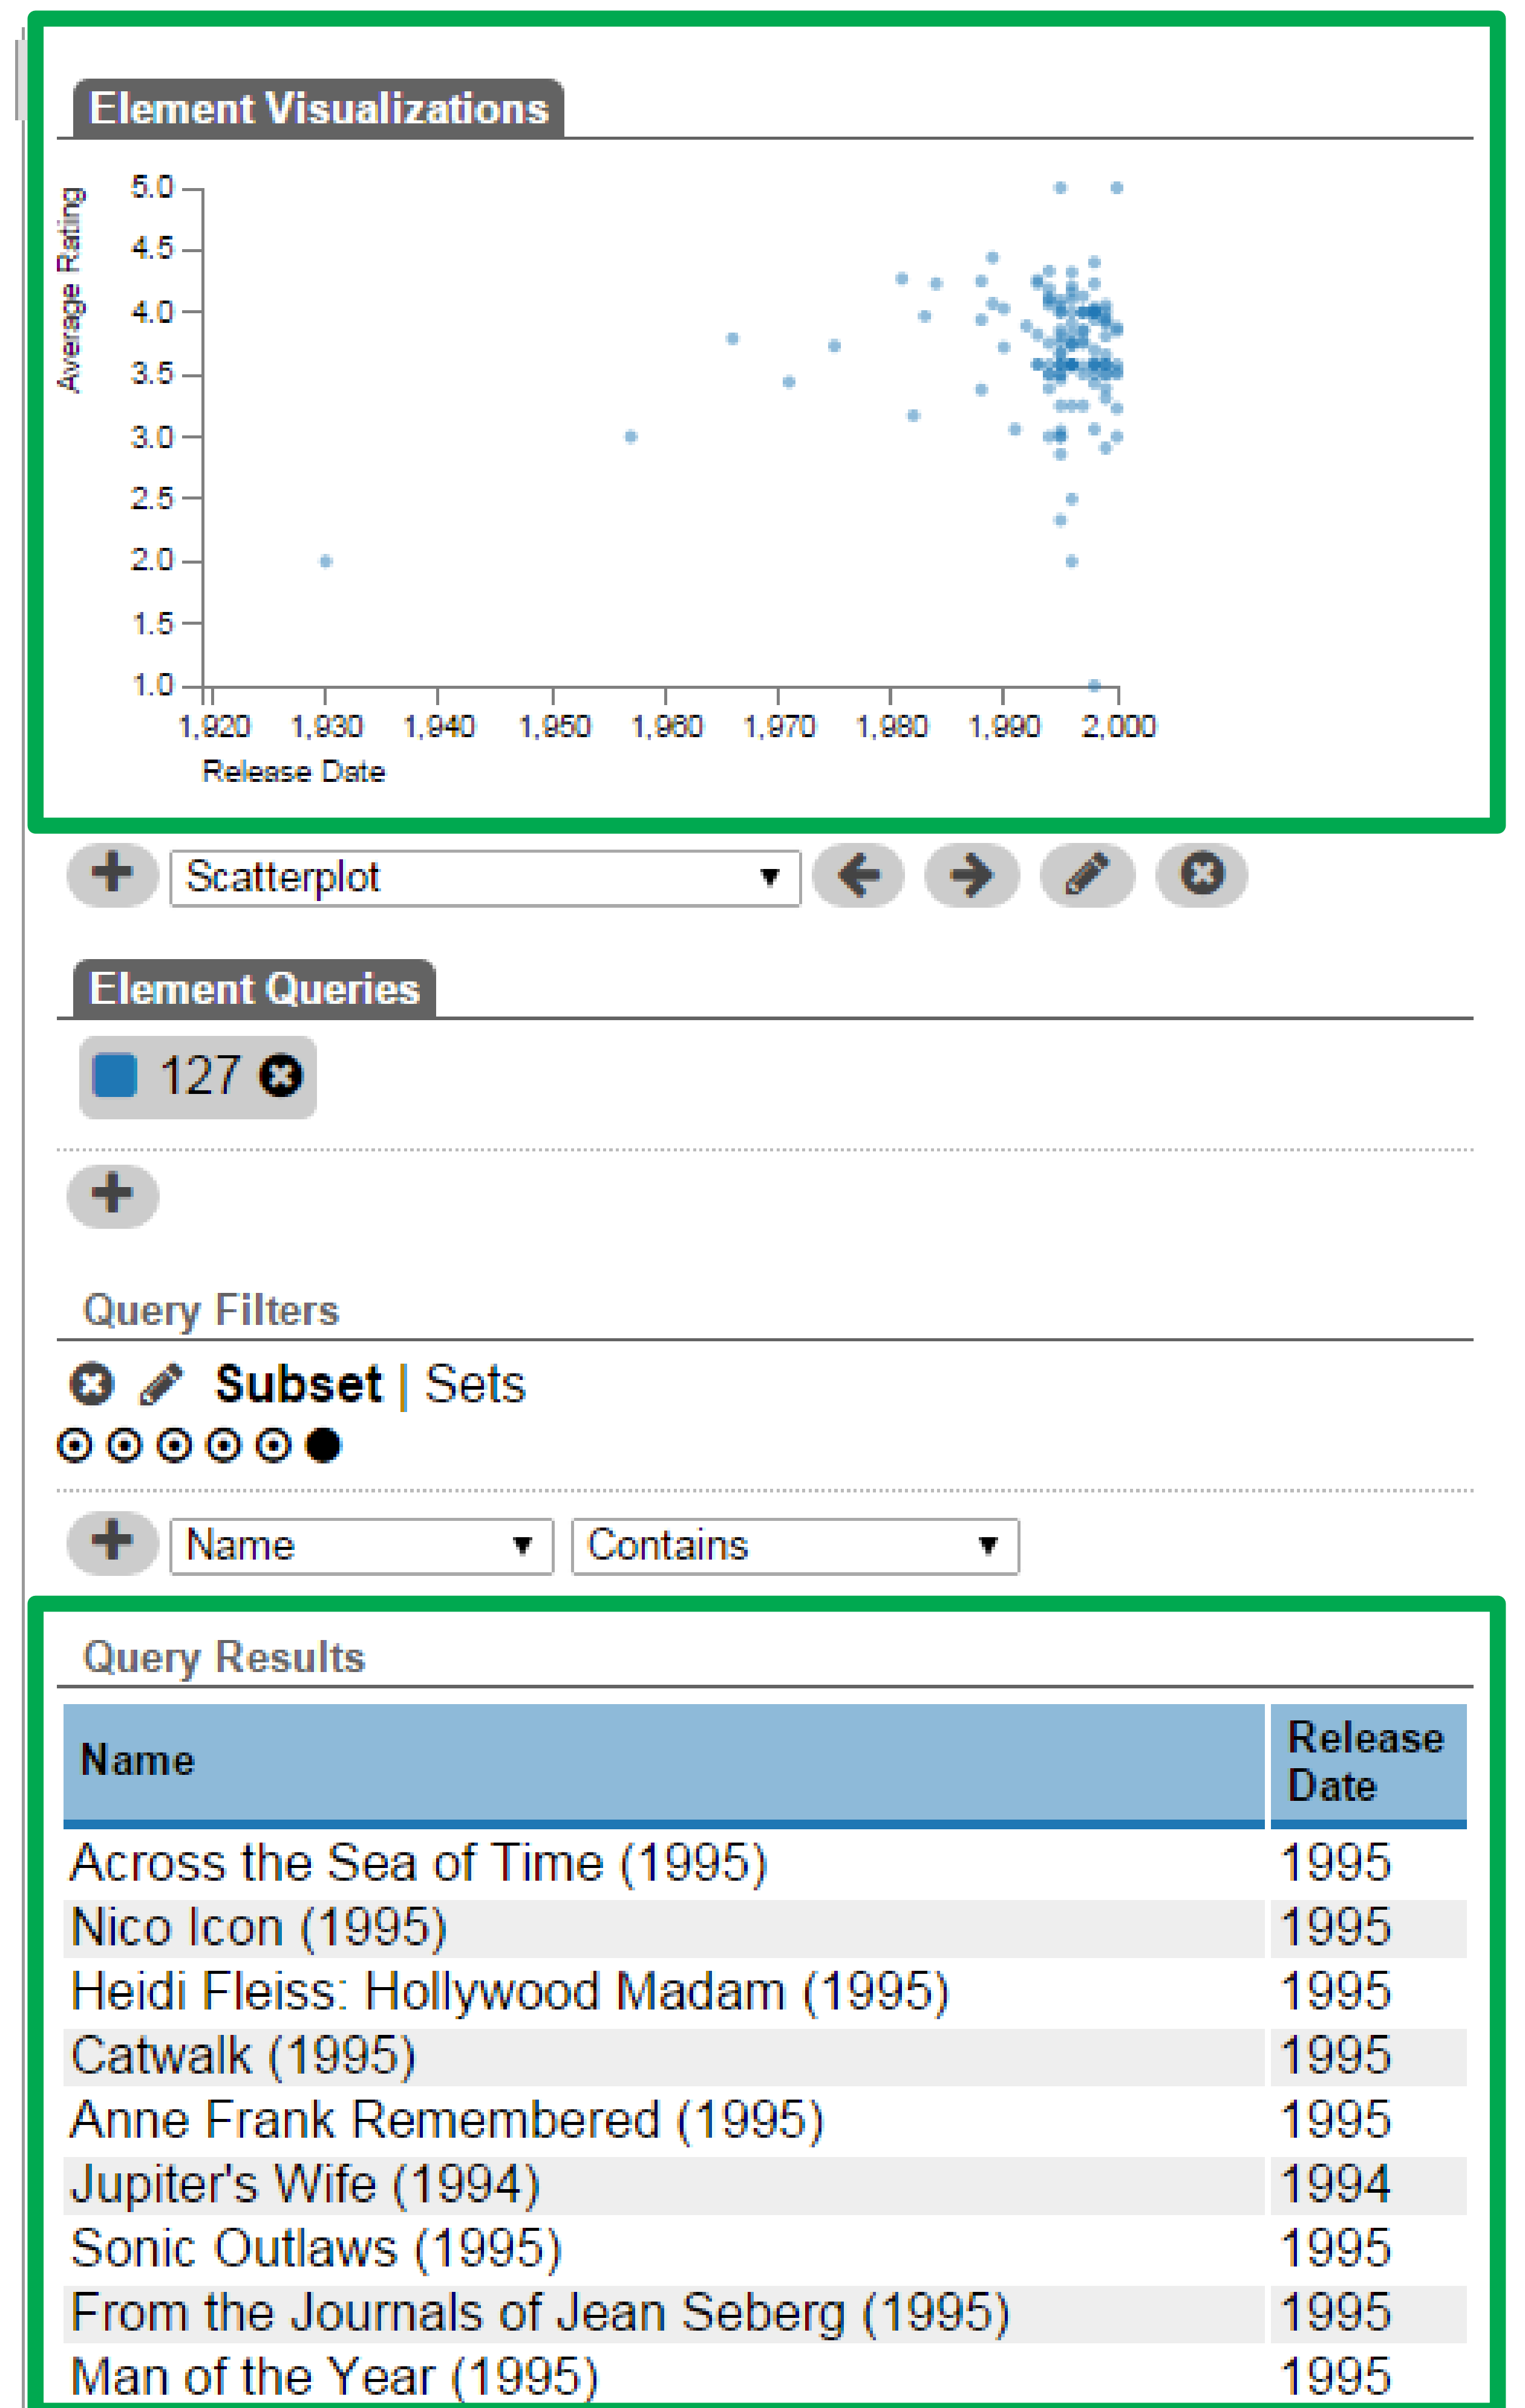 Element Visualizations
Average Rating
5.0
4.5
4.0
3.5
3.0
2.5
2.0
1.5
1.0
1,920 1,930 1,940 1,950 1,960 1,970 1,980 1,990 2,000
Release Date
Scatterplot
Element Queries
127
Query Filters
Subset | Sets
Name Contains
Query Results
Name Release Date
Across the Sea of Time (1995) 1995
Nico Icon (1995) 1995
Heidi Fleiss: Hollywood Madam (1995) 1995
Catwalk (1995) 1995
Anne Frank Remembered (1995) 1995
Jupiter's Wife (1994) 1994
Sonic Outlaws (1995) 1995
From the Journals of Jean Seberg (1995) 1995
Man of the Year (1995) 1995